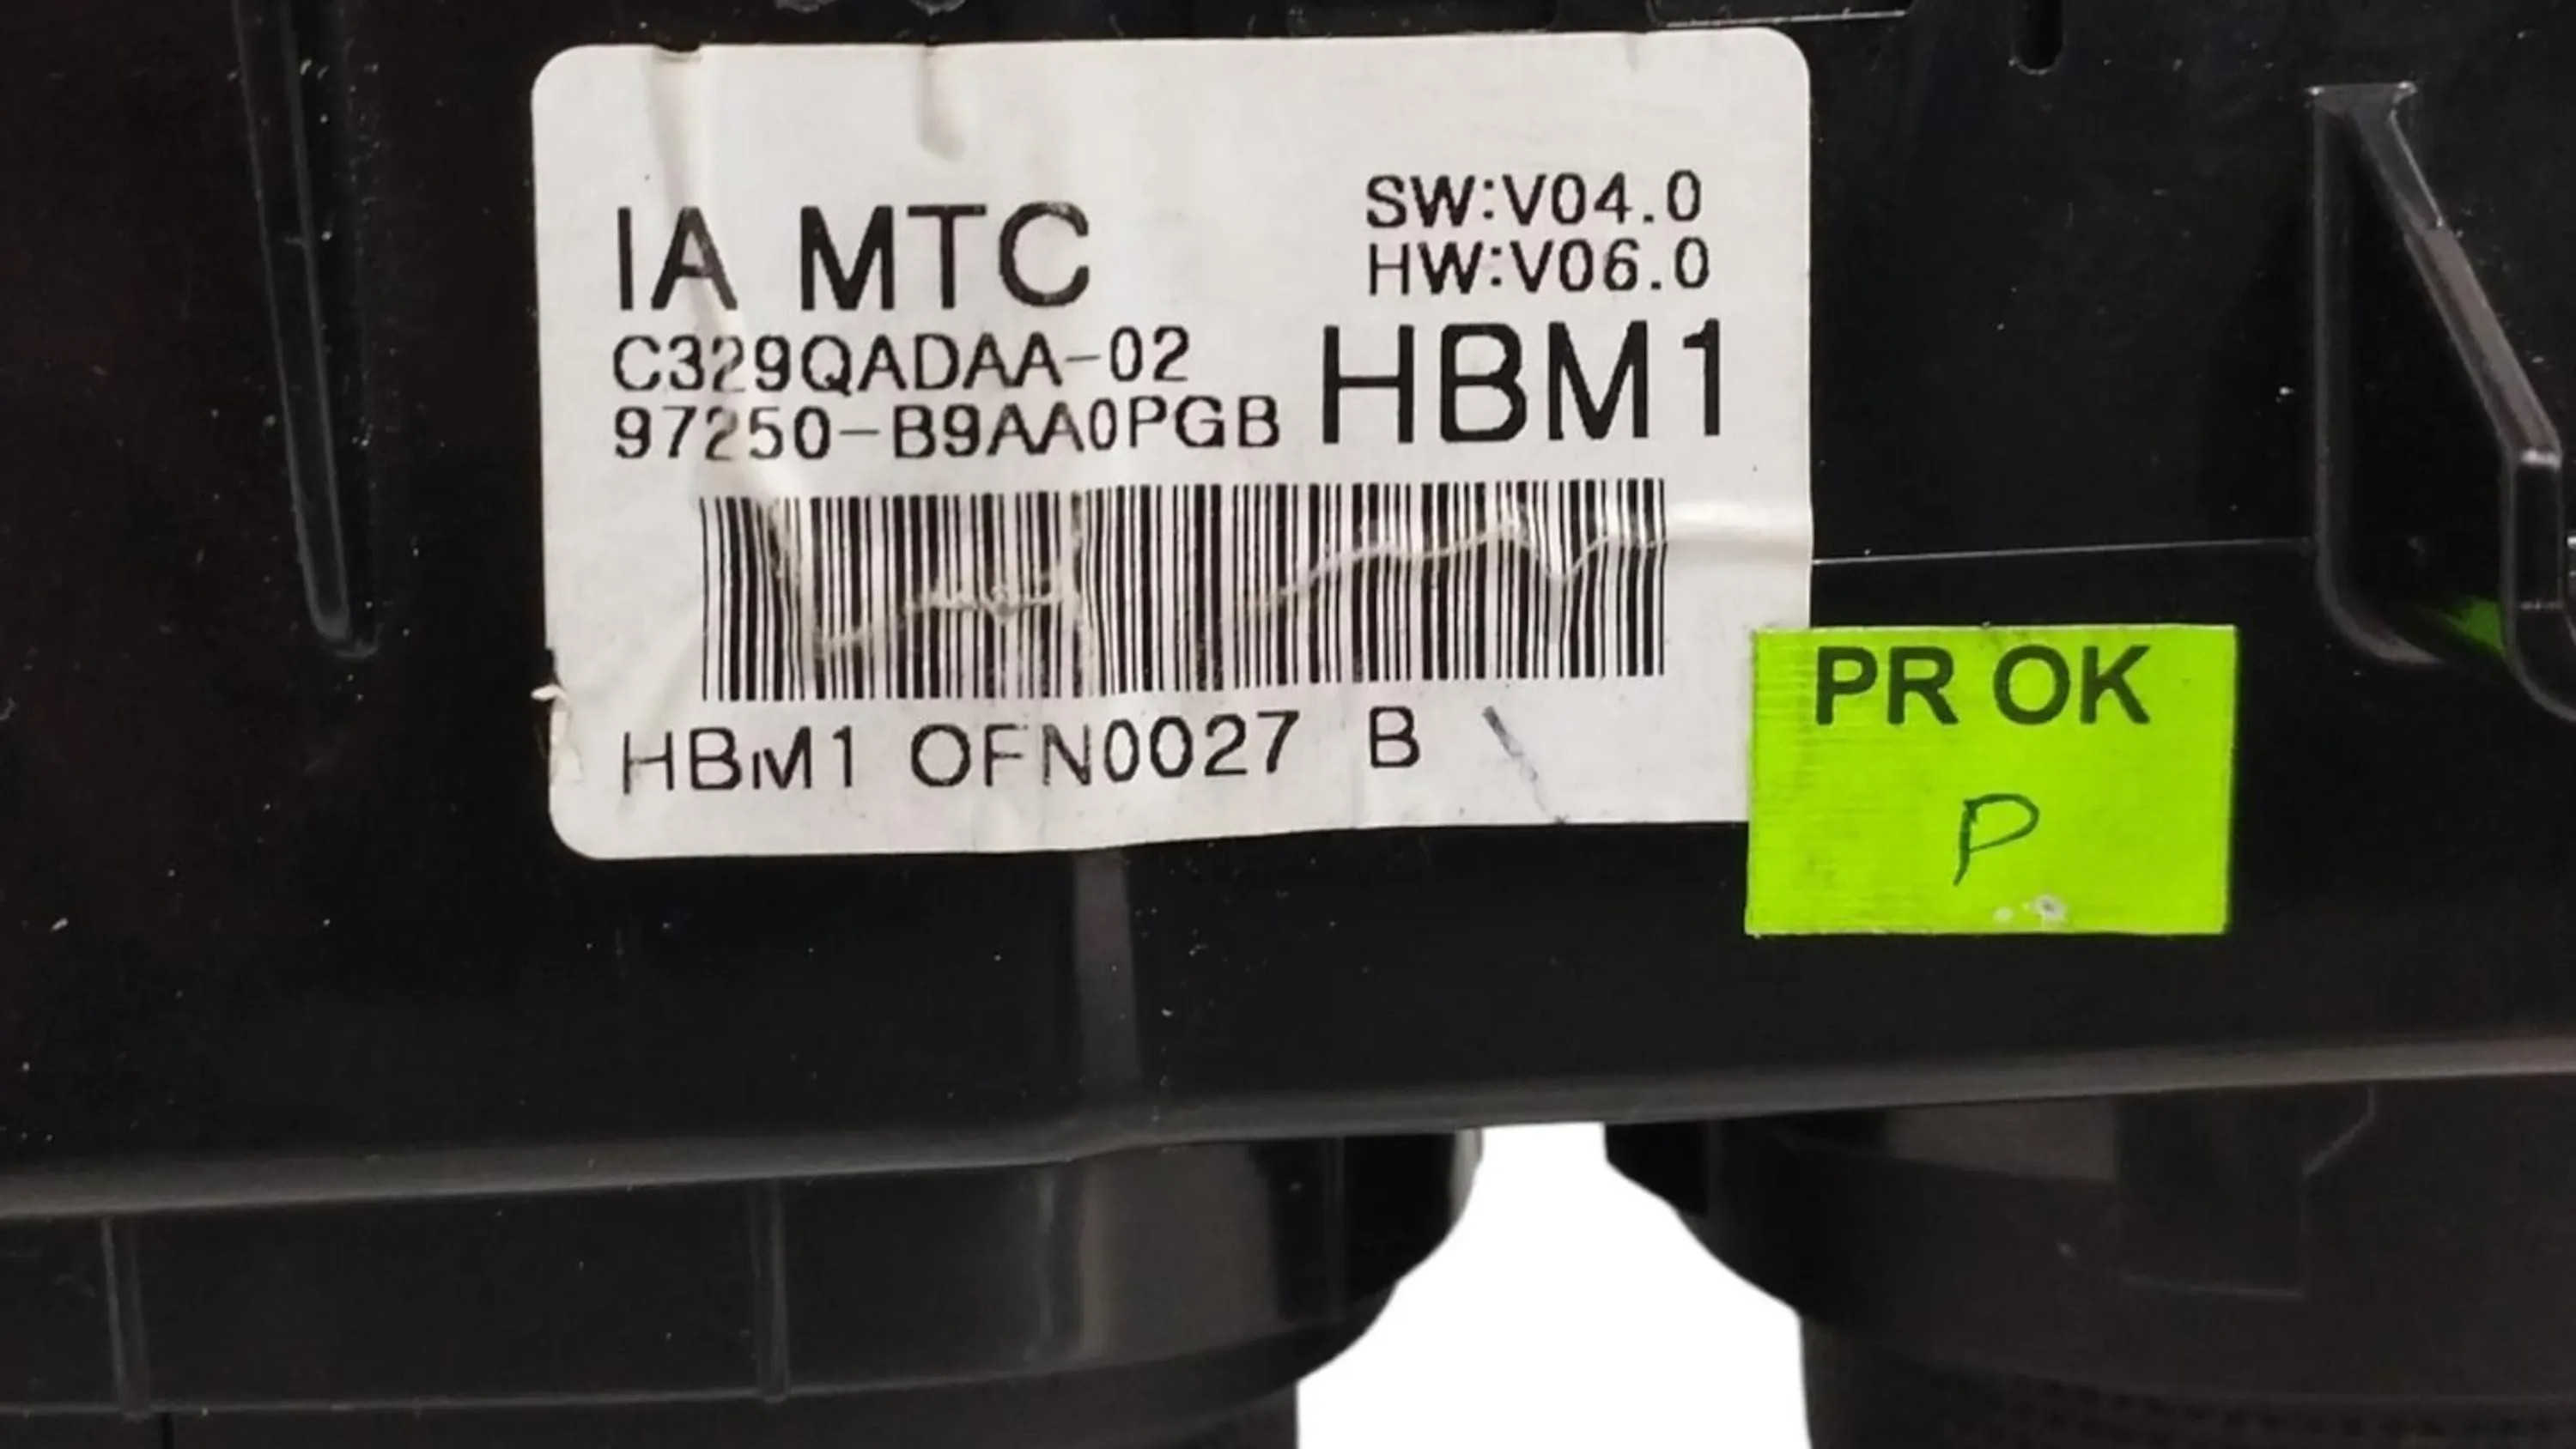 IA MTC
SW:V04.0
HW:V06.0
C329QADAA-02
97250-B9AA0PGB
HBM1
HBM1 OFN0027 B
PR OK
P